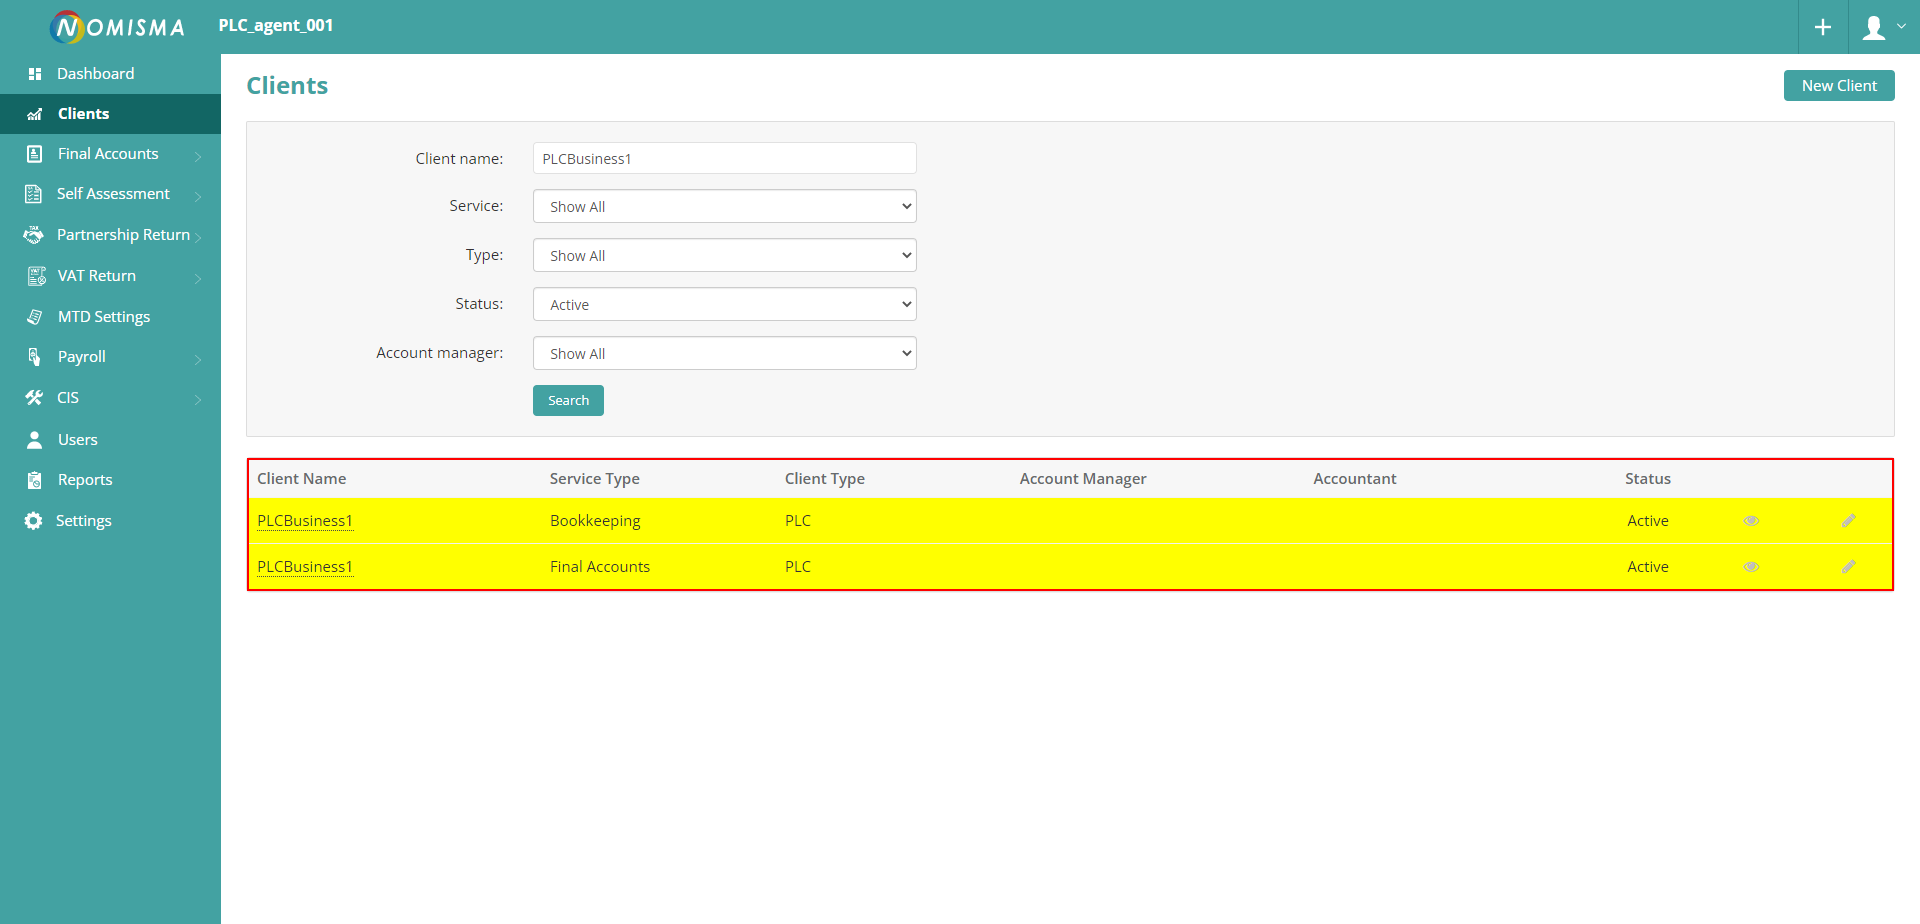 NOMISMA
PLC_agent_001
Dashboard
Clients
Final Accounts
Self Assessment
Partnership Return
VAT Return
MTD Settings
Payroll
CIS
Users
Reports
Settings
Clients
New Client
Client name: PLCBusiness1
Service: Show All
Type: Show All
Status: Active
Account manager: Show All
Search
Client Name Service Type Client Type Account Manager Accountant Status
PLCBusiness1 Bookkeeping PLC Active
PLCBusiness1 Final Accounts PLC Active